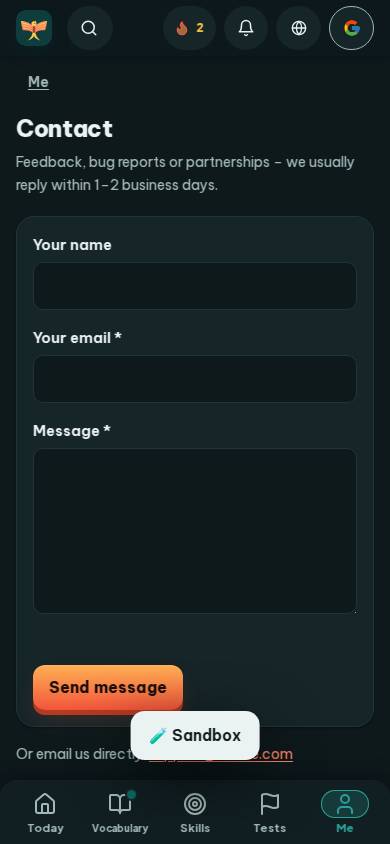 2
Me
Contact
Feedback, bug reports or partnerships – we usually
reply within 1–2 business days.
Your name
Your email *
Message *
Send message
🧪 Sandbox
Or email us directly
Today
Vocabulary
Skills
Tests
Me